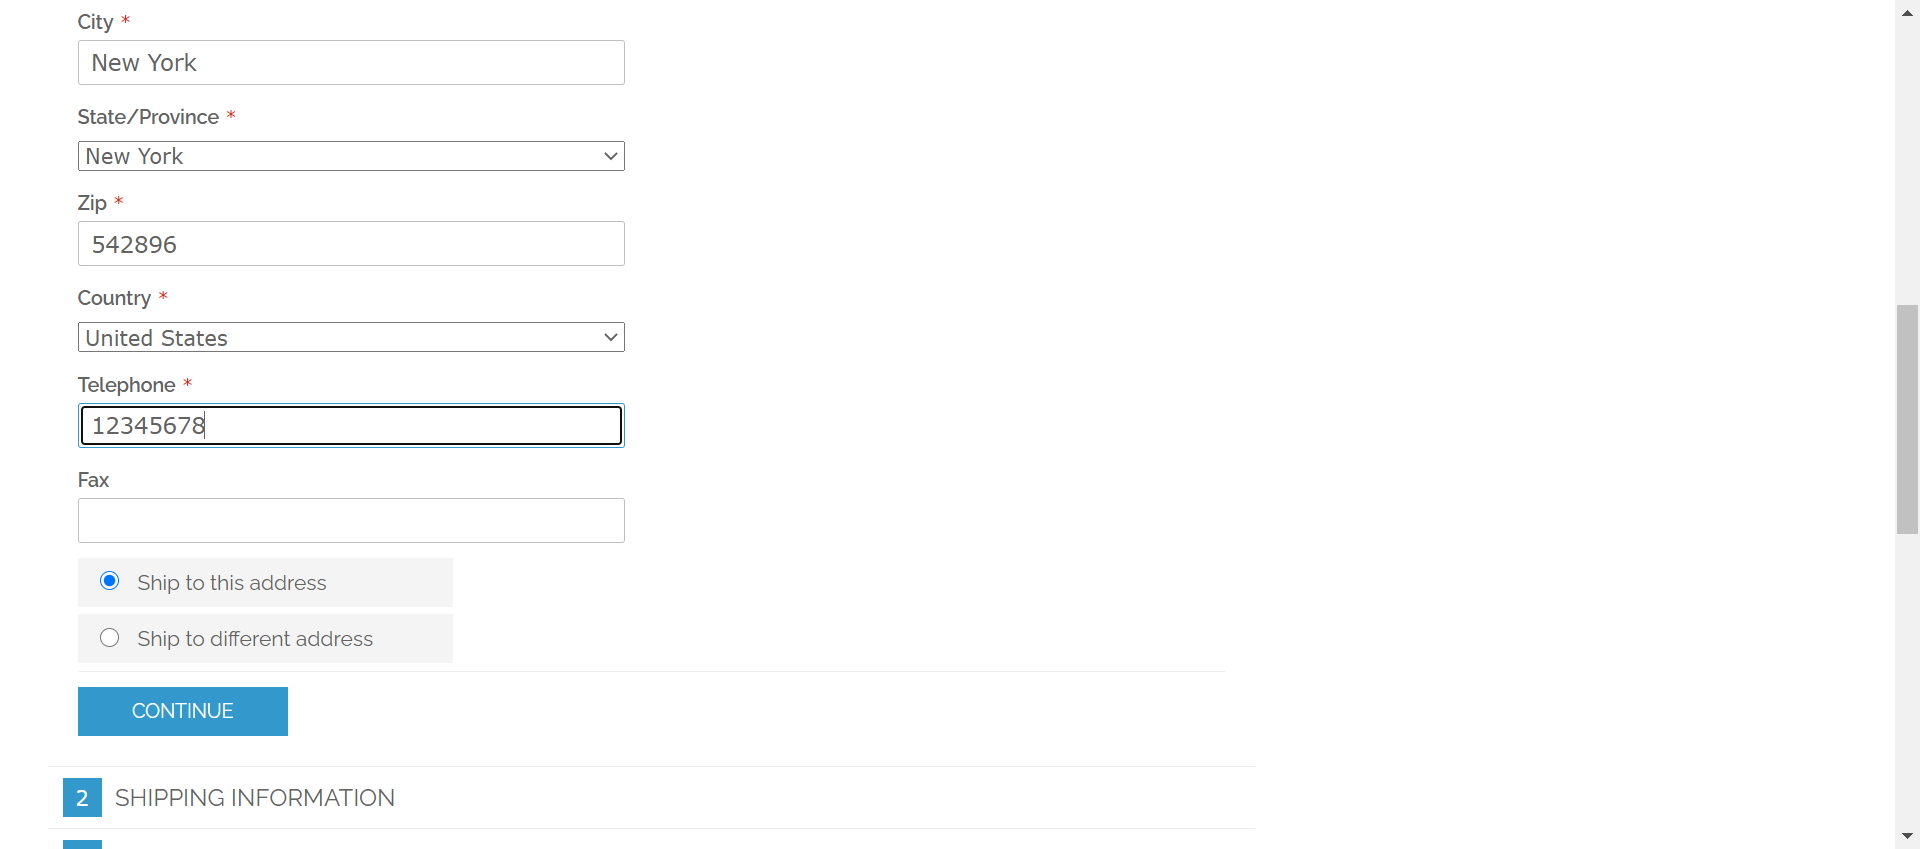 City *
New York
State/Province *
New York
Zip *
542896
Country *
United States
Telephone *
12345678
Fax
Ship to this address
Ship to different address
CONTINUE
2 SHIPPING INFORMATION